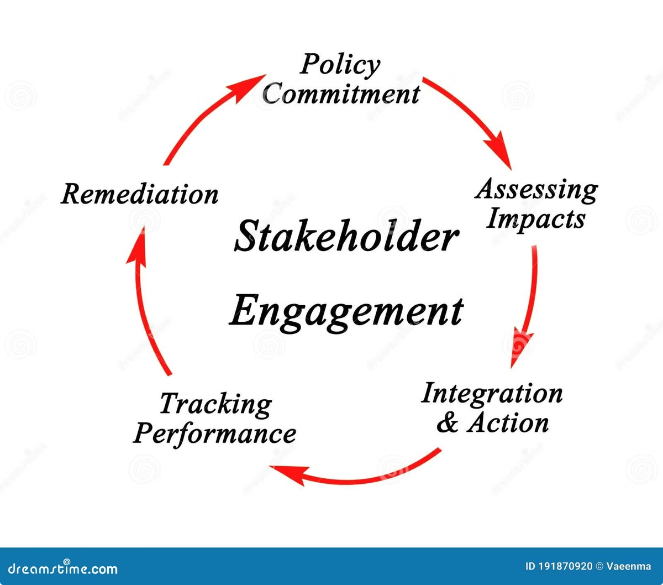 Policy
Commitment
Assessing
Impacts
Remediation
Stakeholder
Engagement
Integration
& Action
Tracking
Performance
dreamstime.com
ID 191870920 © Vaeenma